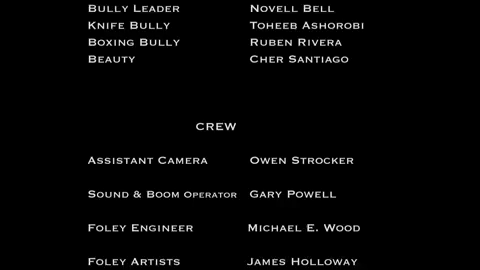 Bully Leader Novell Bell
Knife Bully Toheeb Ashorobi
Boxing Bully Ruben Rivera
Beauty Cher Santiago
CREW
Assistant Camera Owen Strocker
Sound & Boom Operator Gary Powell
Foley Engineer Michael E. Wood
Foley Artists James Holloway